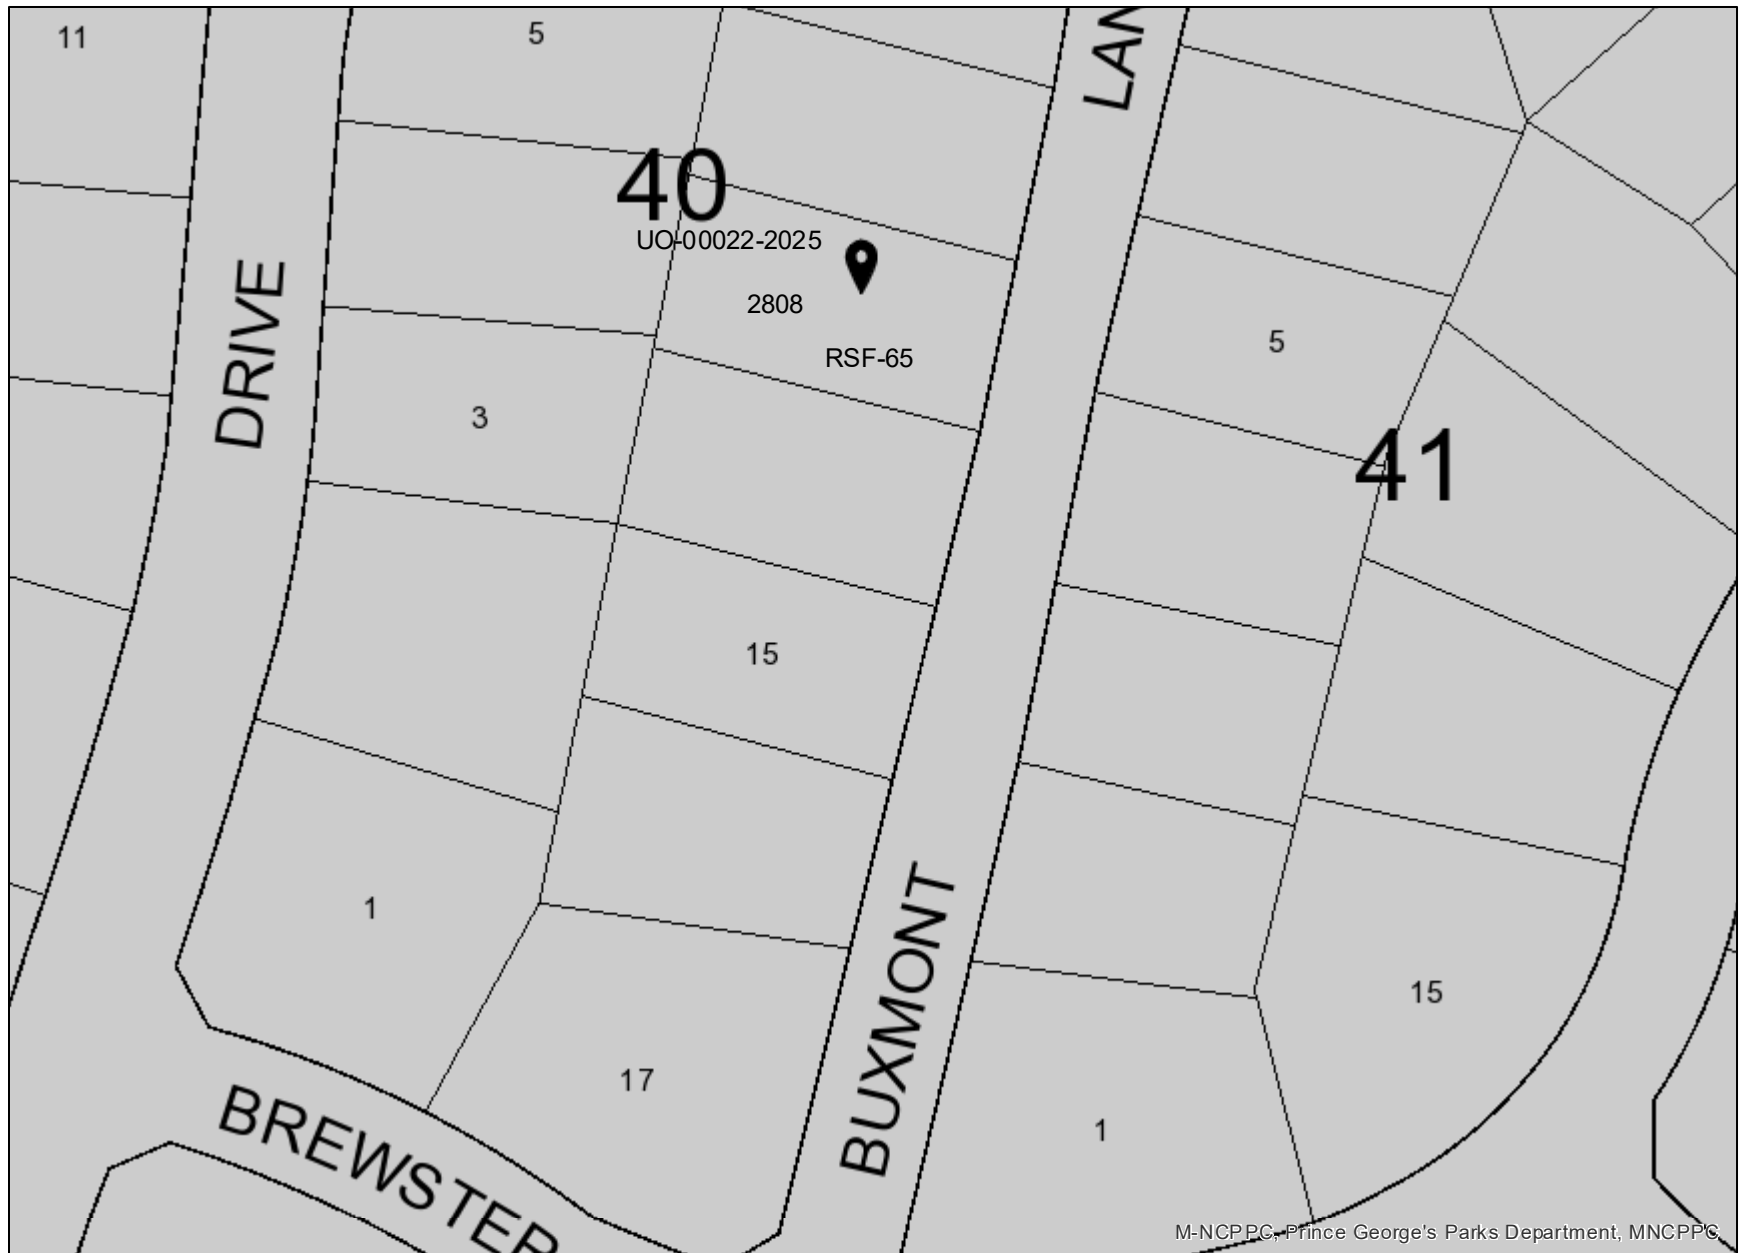 11
5
LAN
40
UO-00022-2025
2808
RSF-65
DRIVE
5
3
41
15
1
BUXMONT
15
17
1
BREWSTER
M-NCPPC, Prince George's Parks Department, MNCPPC